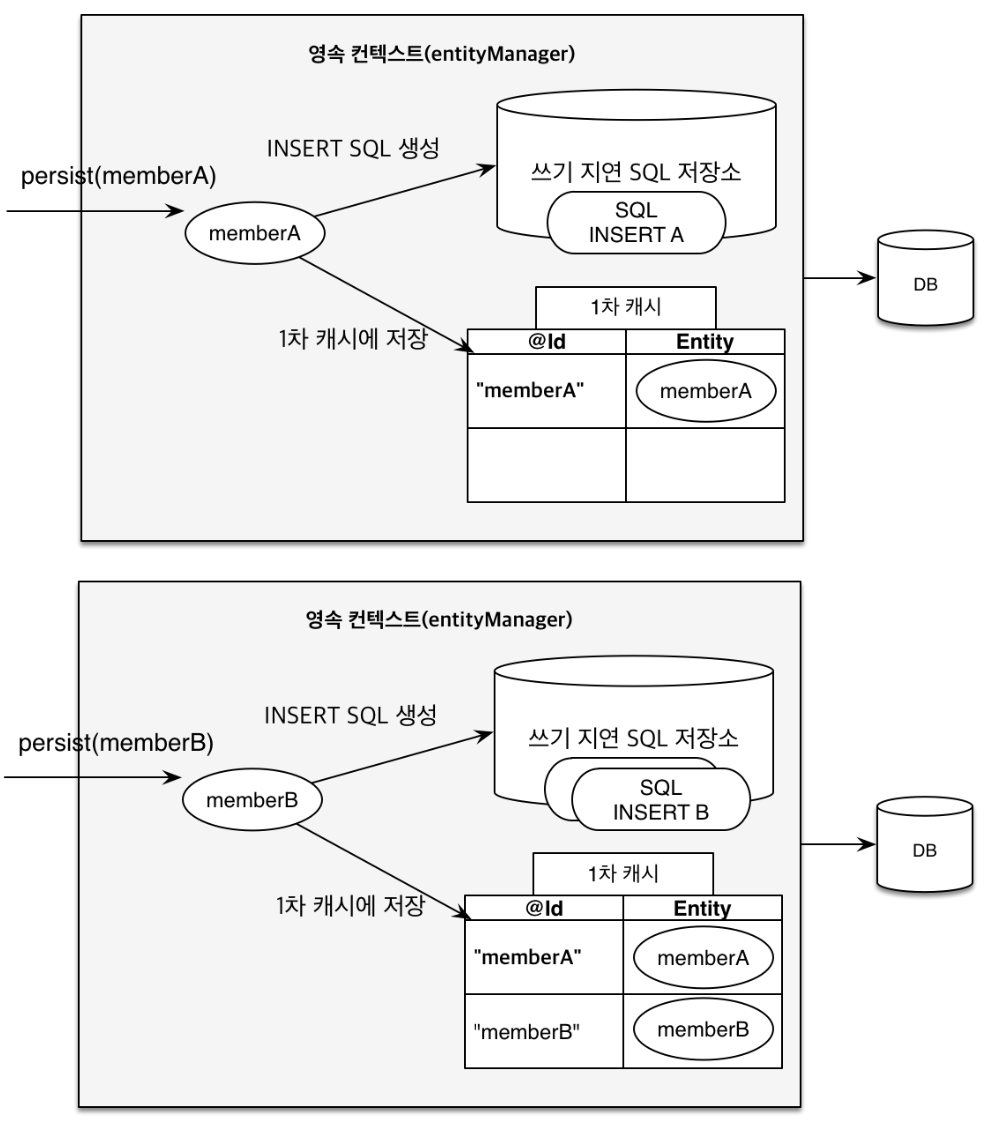 영속 컨텍스트(entityManager)
INSERT SQL 생성
persist(memberA)
쓰기 지연 SQL 저장소
memberA
SQL
INSERT A
DB
1차 캐시
1차 캐시에 저장
@Id
Entity
"memberA"
memberA
영속 컨텍스트(entityManager)
INSERT SQL 생성
persist(memberB)
쓰기 지연 SQL 저장소
memberB
SQL
INSERT B
DB
1차 캐시
1차 캐시에 저장
@Id
Entity
"memberA"
memberA
"memberB"
memberB